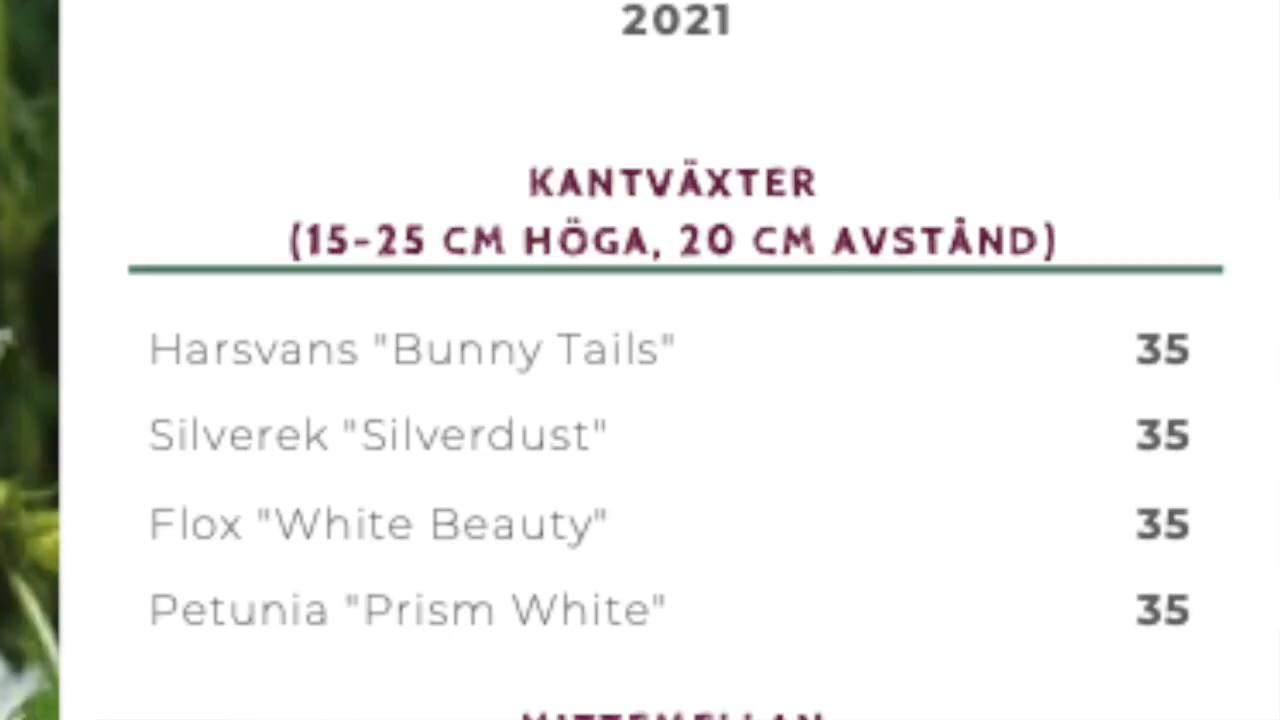 2021
KANTVÄXTER
(15-25 CM HÖGA, 20 CM AVSTÅND)
Harsvans "Bunny Tails" 35
Silverek "Silverdust" 35
Flox "White Beauty" 35
Petunia "Prism White" 35